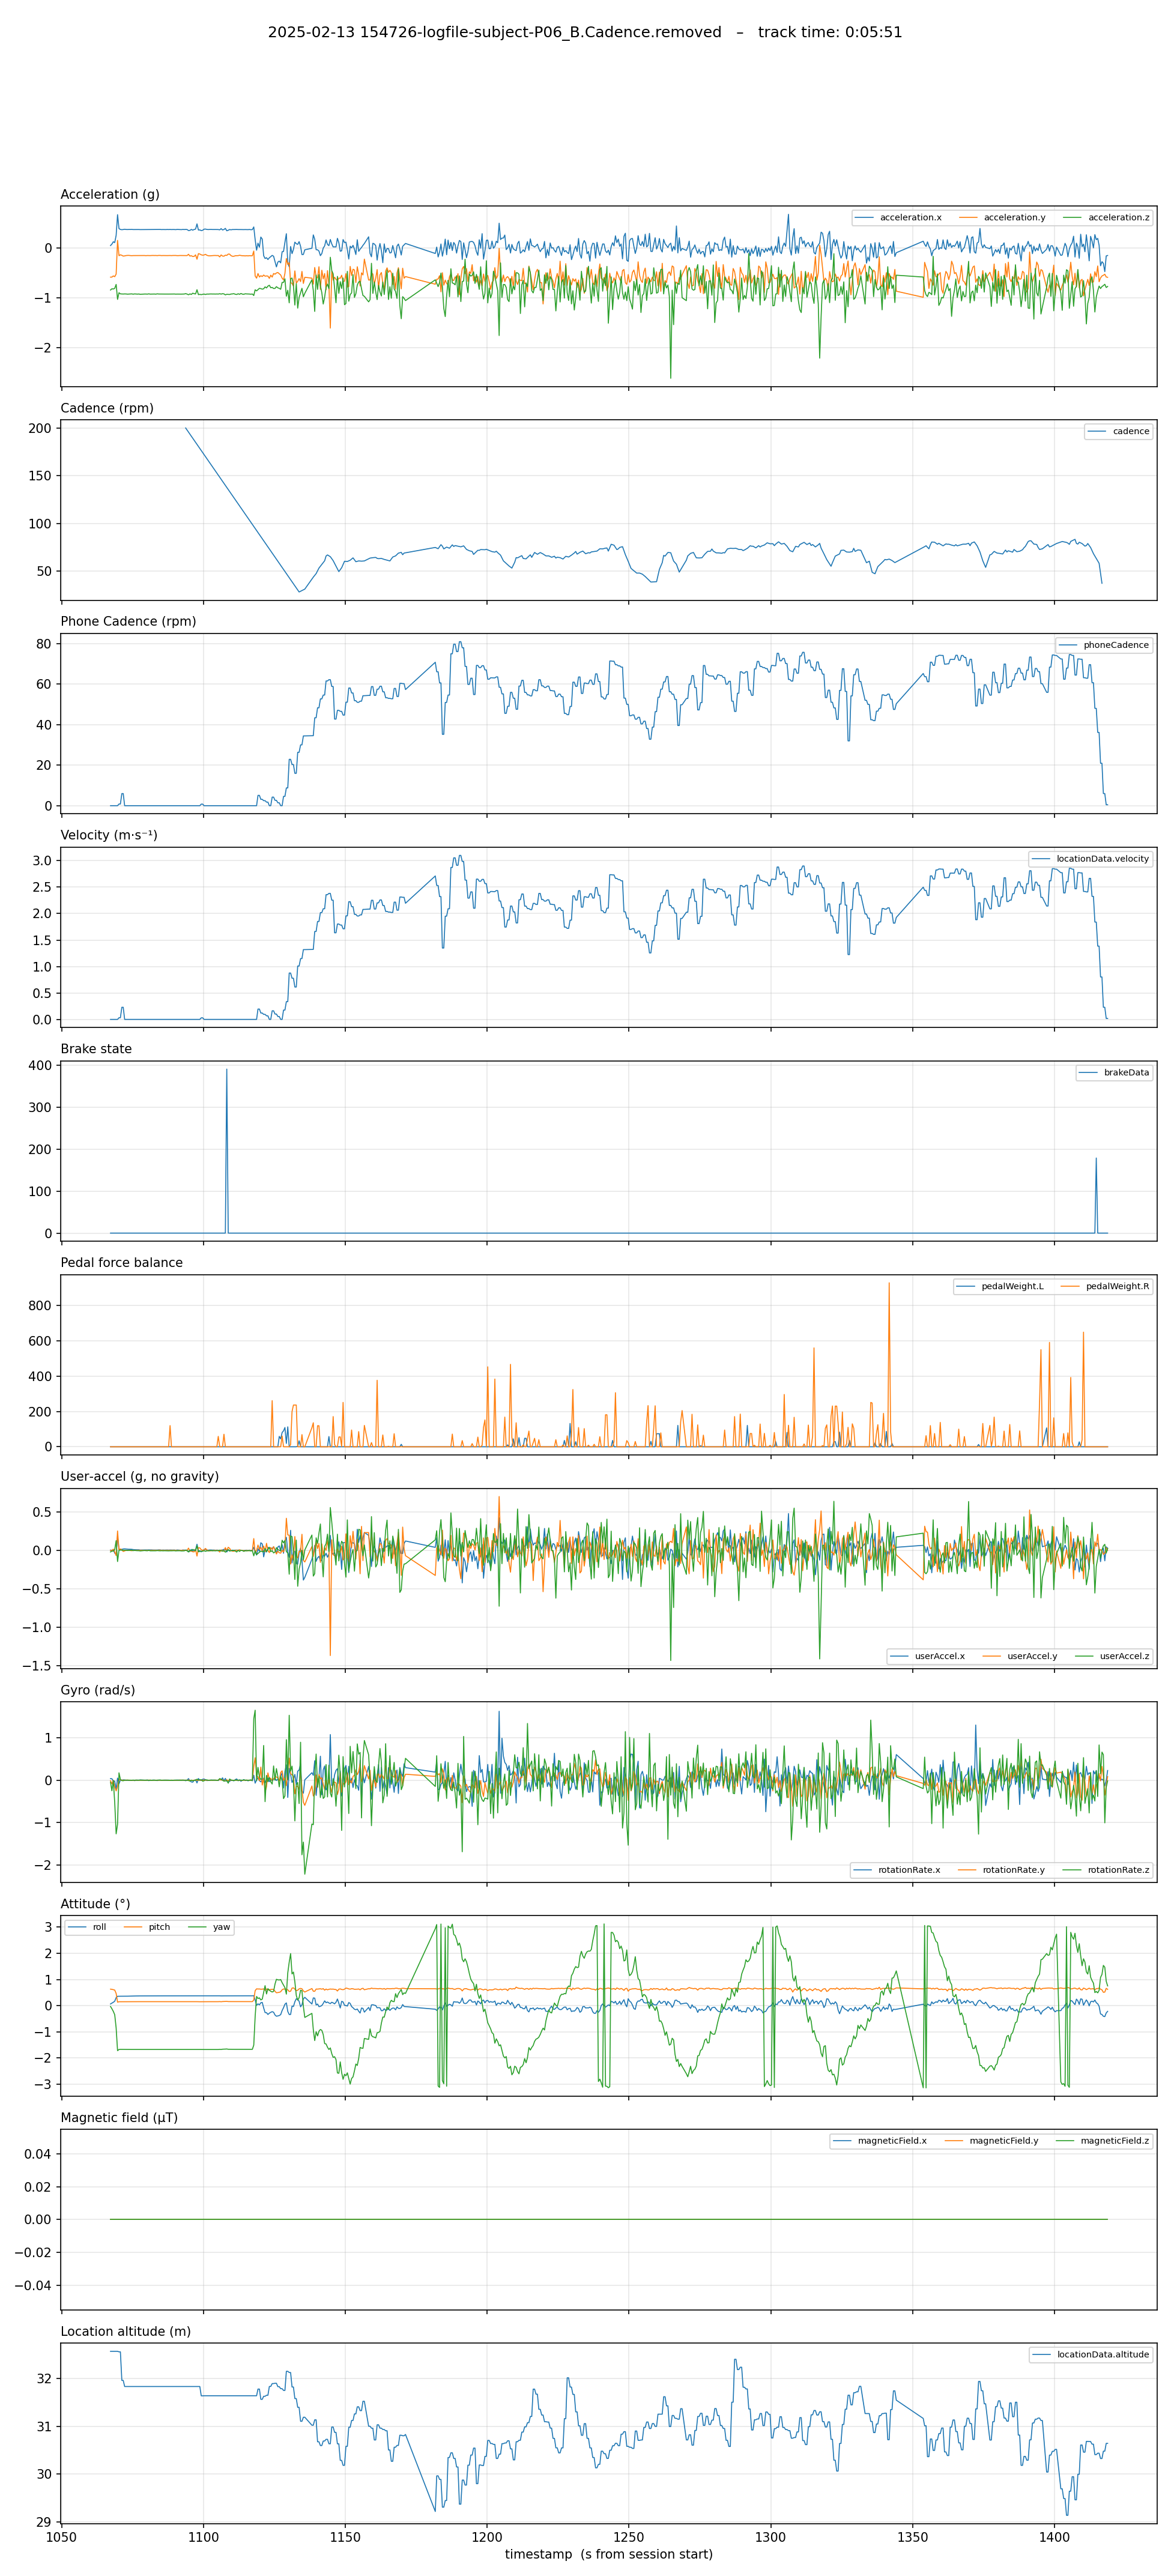 2025-02-13 154726-logfile-subject-P06_B.Cadence.removed – track time: 0:05:51
Acceleration (g)
acceleration.x acceleration.y acceleration.z
0
−1
−2
Cadence (rpm)
cadence
200
150
100
50
Phone Cadence (rpm)
phoneCadence
80
60
40
20
0
Velocity (m·s⁻¹)
locationData.velocity
3.0
2.5
2.0
1.5
1.0
0.5
0.0
Brake state
brakeData
400
300
200
100
0
Pedal force balance
pedalWeight.L pedalWeight.R
800
600
400
200
0
User-accel (g, no gravity)
0.5
0.0
−0.5
−1.0
−1.5
userAccel.x userAccel.y userAccel.z
Gyro (rad/s)
1
0
−1
−2
rotationRate.x rotationRate.y rotationRate.z
Attitude (°)
roll pitch yaw
3
2
1
0
−1
−2
−3
Magnetic field (µT)
magneticField.x magneticField.y magneticField.z
0.04
0.02
0.00
−0.02
−0.04
Location altitude (m)
locationData.altitude
32
31
30
29
1050 1100 1150 1200 1250 1300 1350 1400
timestamp (s from session start)